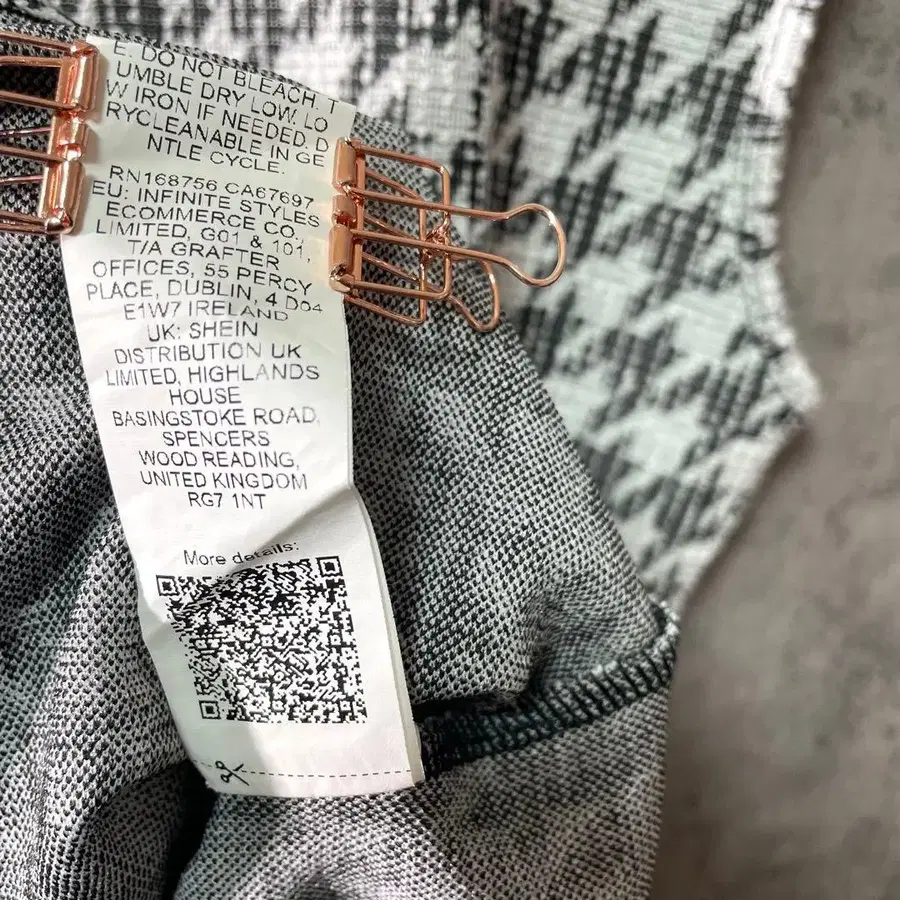 E. DO NOT BLEACH. T
UMBLE DRY LOW. LO
W IRON IF NEEDED. D
RYCLEANABLE IN GE
NTLE CYCLE.
RN168756 CA67697
EU: INFINITE STYLES
ECOMMERCE CO.,
LIMITED, G01 & 101,
T/A GRAFTER
OFFICES, 55 PERCY
PLACE, DUBLIN, 4 D04
E1W7 IRELAND
UK: SHEIN
DISTRIBUTION UK
LIMITED, HIGHLANDS
HOUSE
BASINGSTOKE ROAD,
SPENCERS
WOOD READING,
UNITED KINGDOM
RG7 1NT
More details: